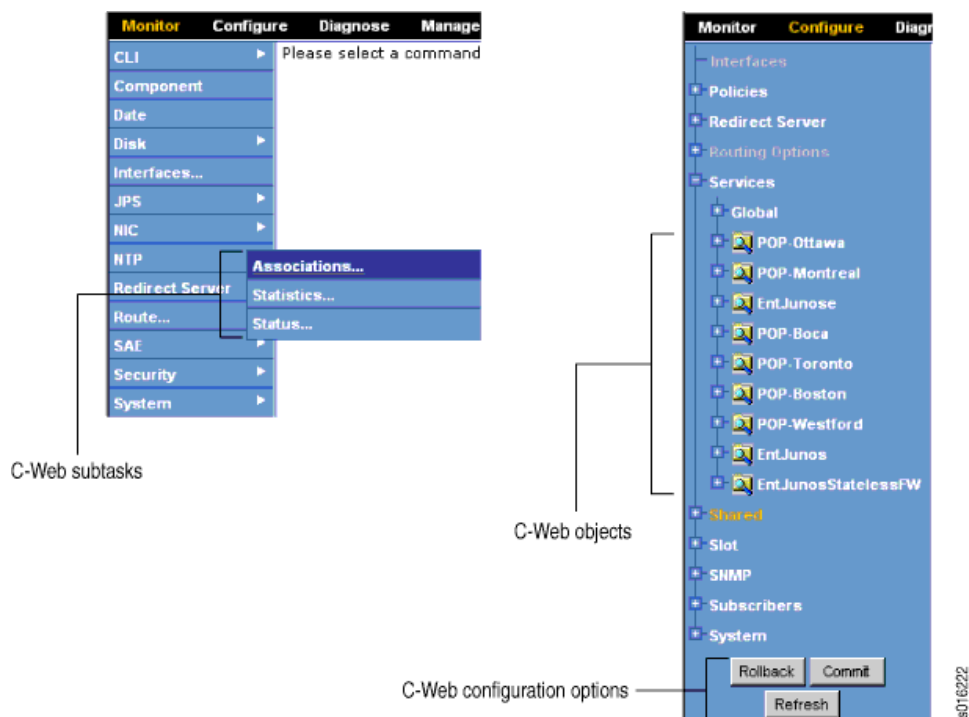 Monitor Configure Diagnose Manage
CLI
Please select a command
Component
Date
Disk
Interfaces...
JPS
NIC
NTP
Redirect Server
Route...
SAE
Security
System
Associations...
Statistics...
Status...
C-Web subtasks
Monitor Configure Diagr
Interfaces
Policies
Redirect Server
Routing Options
Services
Global
POP-Ottawa
POP-Montreal
EntJunose
POP-Boca
POP-Toronto
POP-Boston
POP-Westford
EntJunos
EntJunosStatelessFW
Shared
Slot
SNMP
Subscribers
System
Rollback Commit
Refresh
C-Web objects
C-Web configuration options
s016222